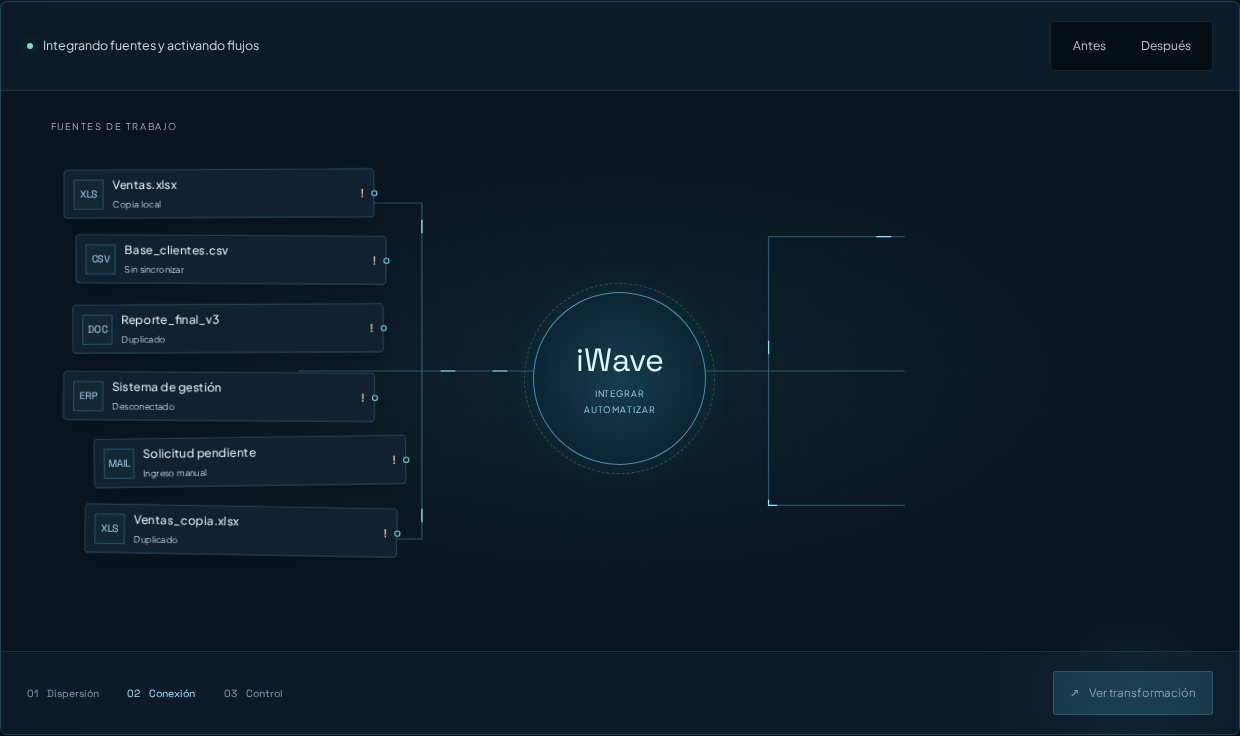 Integrando fuentes y activando flujos
Antes
Después
FUENTES DE TRABAJO
XLS
Ventas.xlsx
Copia local
!
CSV
Base_clientes.csv
Sin sincronizar
!
DOC
Reporte_final_v3
Duplicado
!
ERP
Sistema de gestión
Desconectado
!
MAIL
Solicitud pendiente
Ingreso manual
!
XLS
Ventas_copia.xlsx
Duplicado
!
iWave
INTEGRAR
AUTOMATIZAR
01 Dispersión
02 Conexión
03 Control
↗ Ver transformación